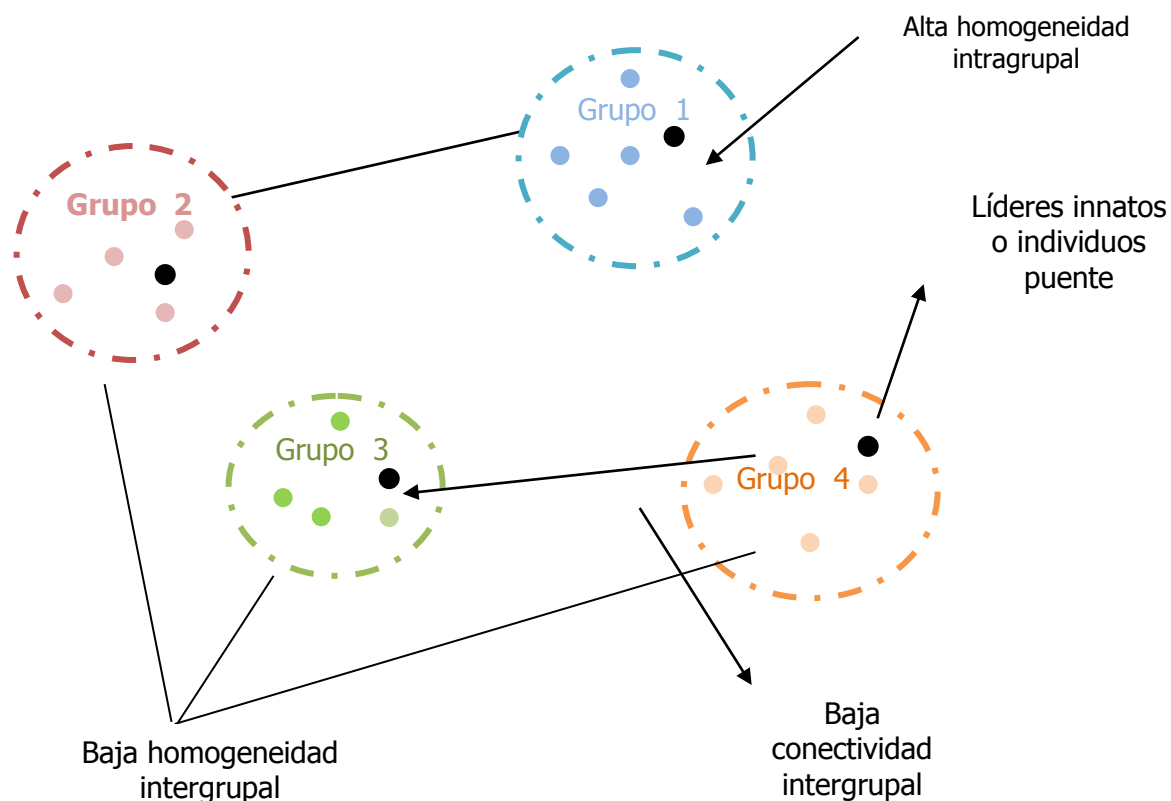 Alta homogeneidad
intragrupal
Grupo 1
Grupo 2
Líderes innatos
o individuos
puente
Grupo 3
Grupo 4
Baja homogeneidad
intergrupal
Baja
conectividad
intergrupal